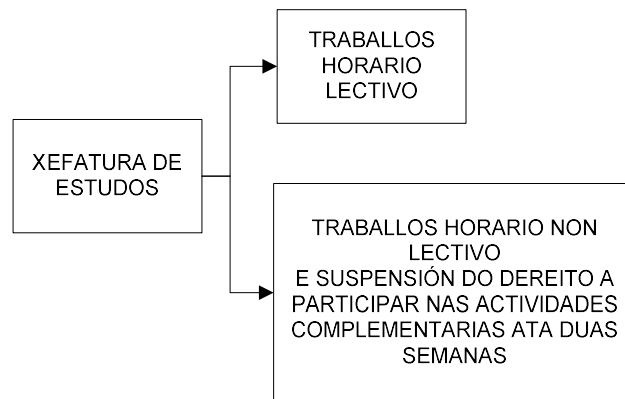 TRABALLOS
HORARIO
LECTIVO
XEFATURA DE
ESTUDOS
TRABALLOS HORARIO NON
LECTIVO
E SUSPENSIÓN DO DEREITO A
PARTICIPAR NAS ACTIVIDADES
COMPLEMENTARIAS ATA DUAS
SEMANAS